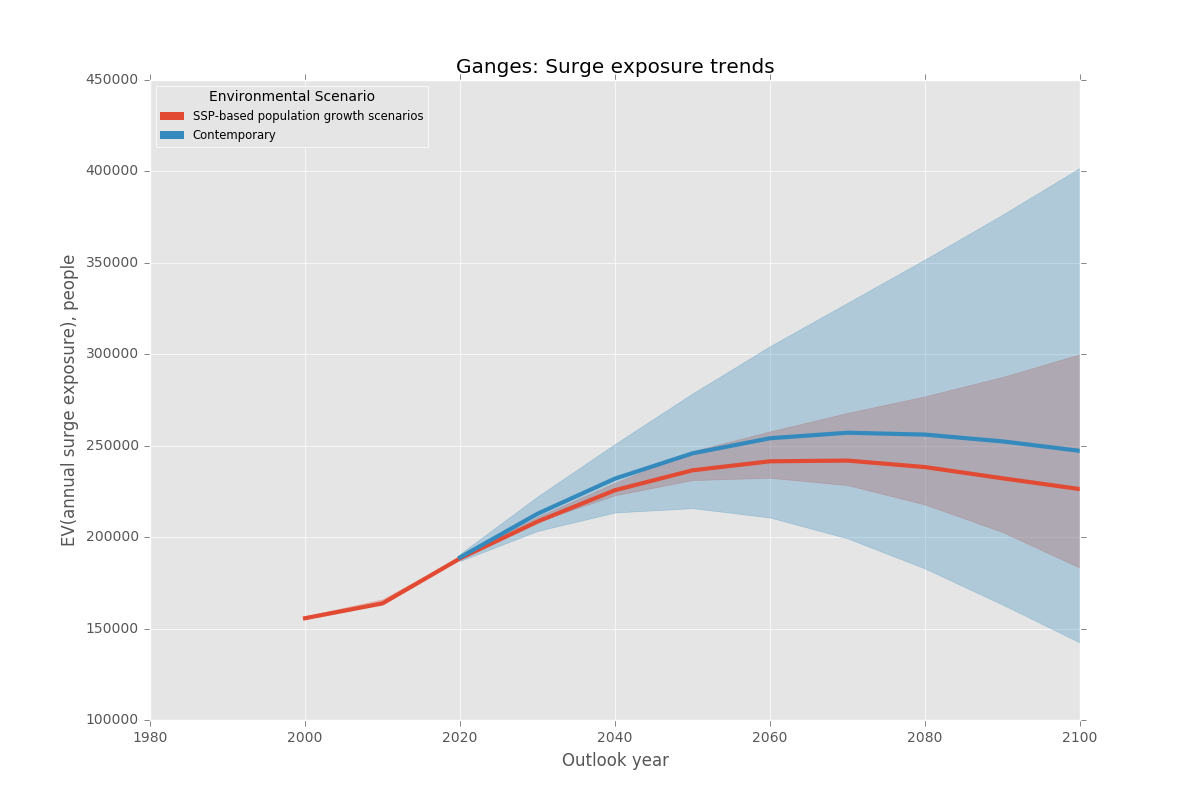 Ganges: Surge exposure trends
Environmental Scenario
SSP-based population growth scenarios
Contemporary
450000
400000
350000
300000
250000
200000
150000
100000
EV(annual surge exposure), people
1980
2000
2020
2040
2060
2080
2100
Outlook year